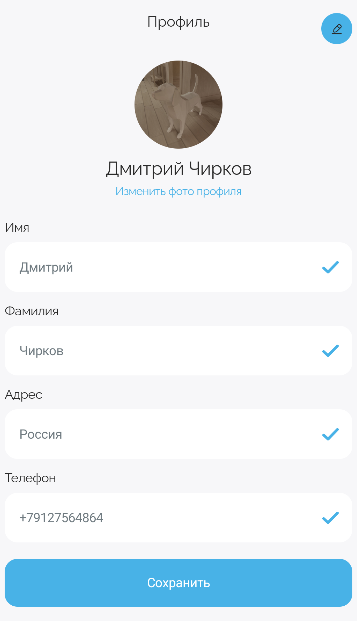 Профиль
Дмитрий Чирков
Изменить фото профиля
Имя
Дмитрий
Фамилия
Чирков
Адрес
Россия
Телефон
+79127564864
Сохранить